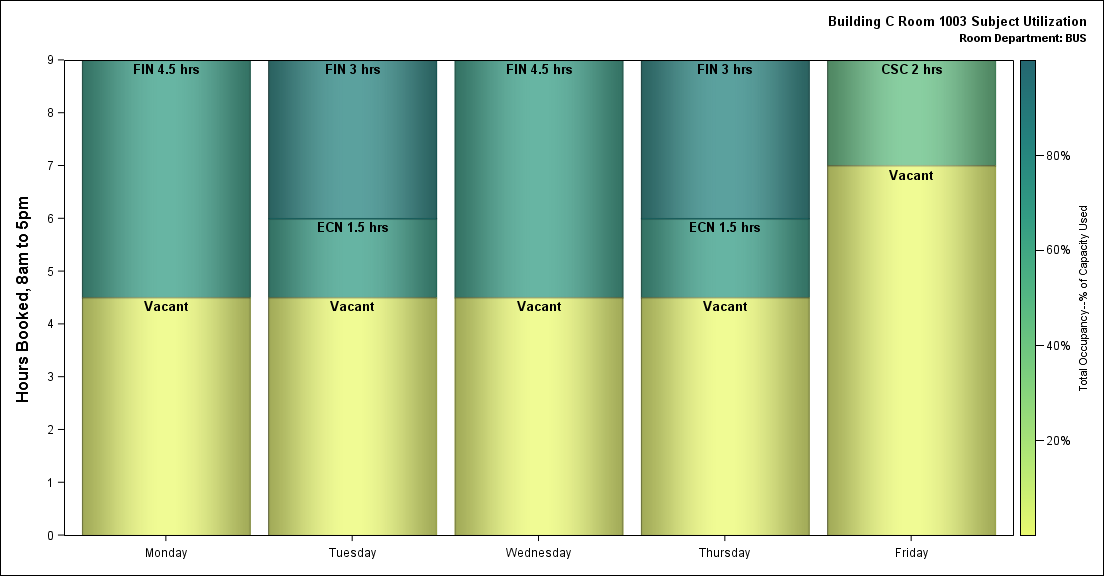 Building C Room 1003 Subject Utilization
Room Department: BUS
Hours Booked, 8am to 5pm
9
8
7
6
5
4
3
2
1
0
FIN 4.5 hrs
Vacant
FIN 3 hrs
ECN 1.5 hrs
Vacant
FIN 4.5 hrs
Vacant
FIN 3 hrs
ECN 1.5 hrs
Vacant
CSC 2 hrs
Vacant
Monday
Tuesday
Wednesday
Thursday
Friday
80%
60%
40%
20%
Total Occupancy--% of Capacity Used